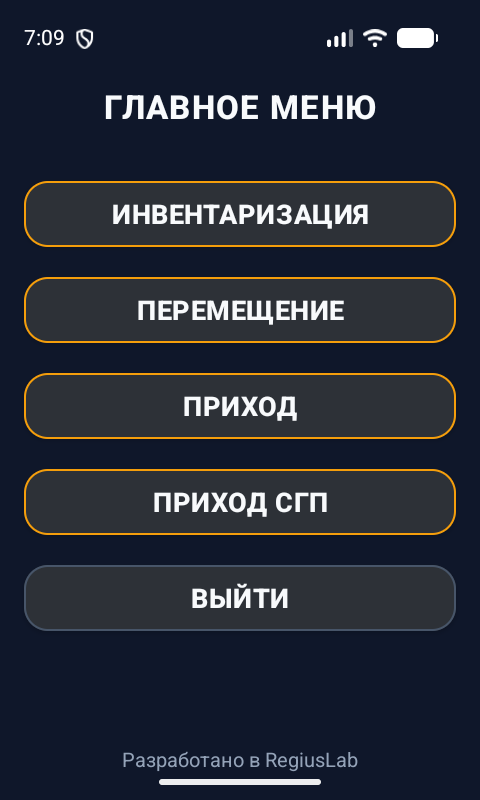 7:09
ГЛАВНОЕ МЕНЮ
ИНВЕНТАРИЗАЦИЯ
ПЕРЕМЕЩЕНИЕ
ПРИХОД
ПРИХОД СГП
ВЫЙТИ
Разработано в RegiusLab